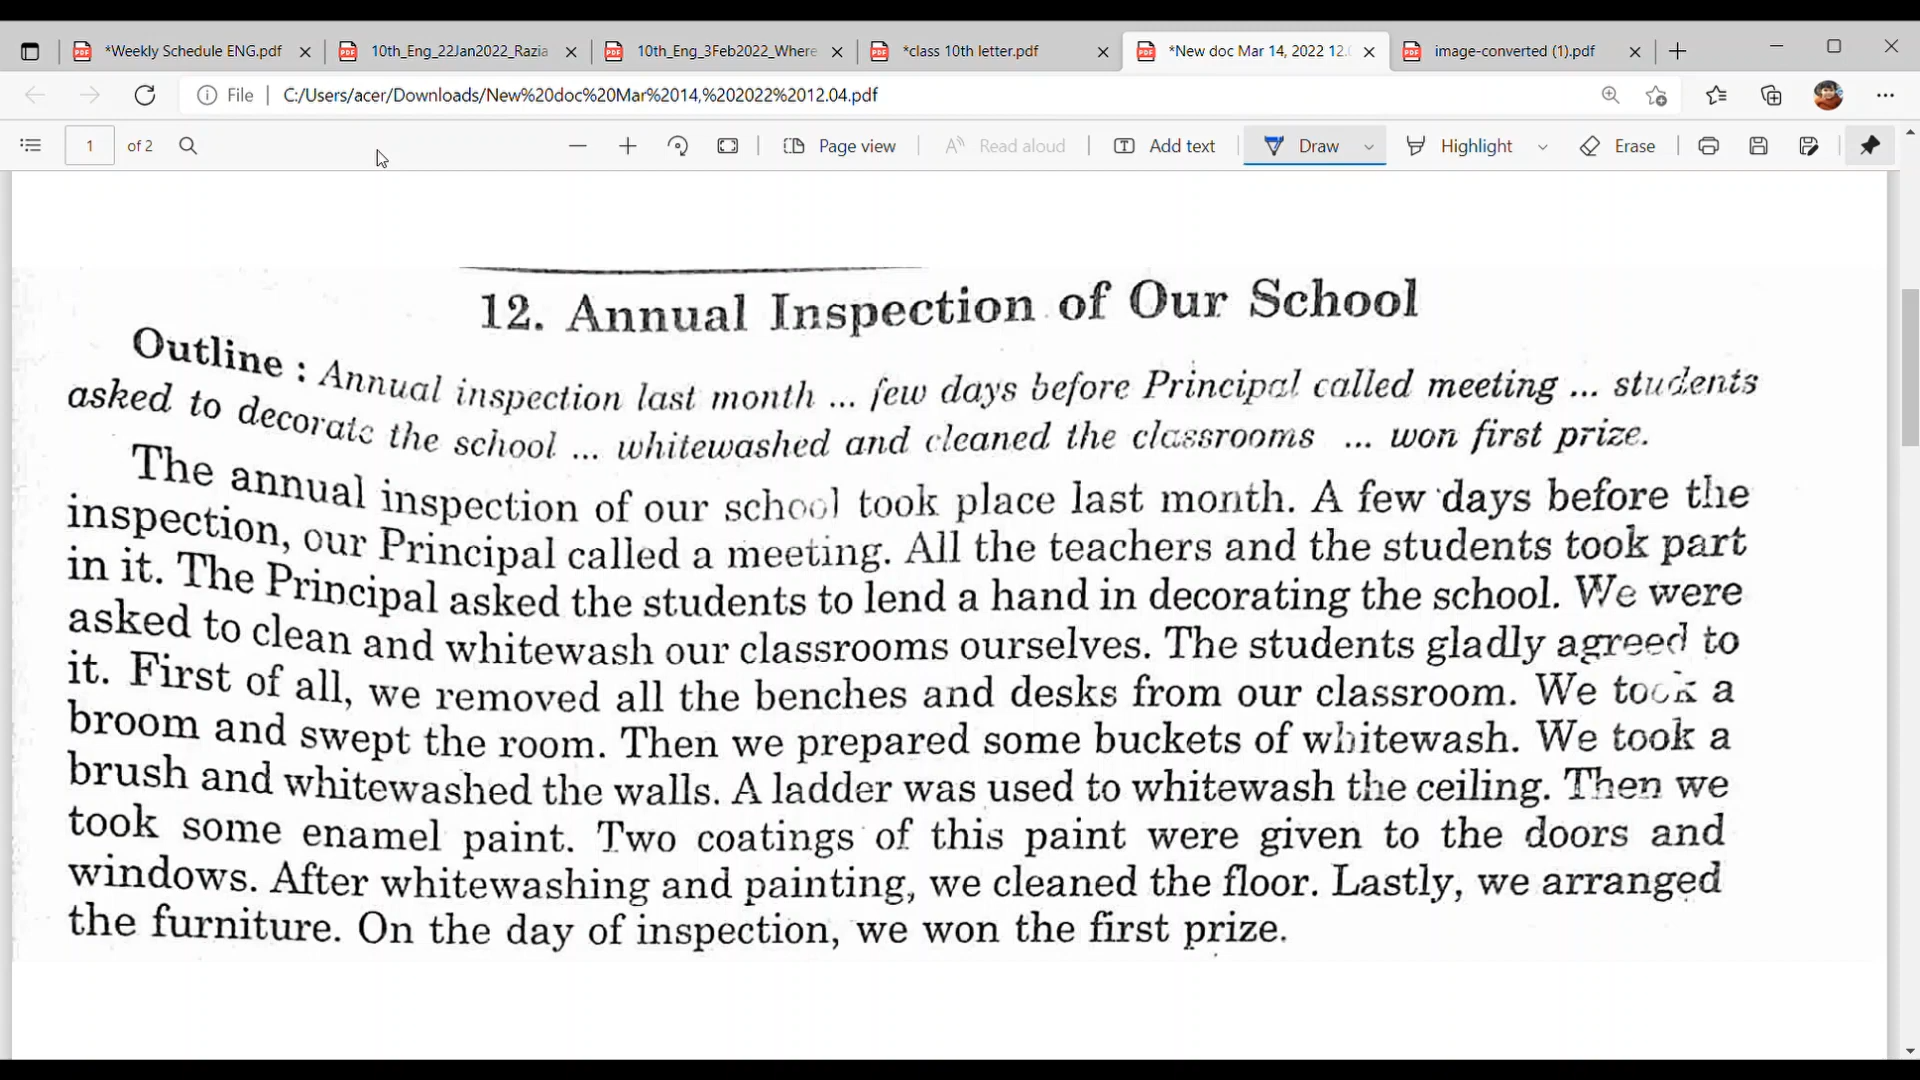 *Weekly Schedule ENG.pdf
10th_Eng_22Jan2022_Razia
10th_Eng_3Feb2022_Where
*class 10th letter.pdf
*New doc Mar 14, 2022 12.0
image-converted (1).pdf
File
C:/Users/acer/Downloads/New%20doc%20Mar%2014,%202022%2012.04.pdf
1 of 2
Page view
Read aloud
Add text
Draw
Highlight
Erase
12. Annual Inspection of Our School
Outline : Annual inspection last month ... few days before Principal called meeting ... students
asked to decorate the school ... whitewashed and cleaned the classrooms ... won first prize.
The annual inspection of our school took place last month. A few days before the
inspection, our Principal called a meeting. All the teachers and the students took part
in it. The Principal asked the students to lend a hand in decorating the school. We were
asked to clean and whitewash our classrooms ourselves. The students gladly agreed to
it. First of all, we removed all the benches and desks from our classroom. We took a
broom and swept the room. Then we prepared some buckets of whitewash. We took a
brush and whitewashed the walls. A ladder was used to whitewash the ceiling. Then we
took some enamel paint. Two coatings of this paint were given to the doors and
windows. After whitewashing and painting, we cleaned the floor. Lastly, we arranged
the furniture. On the day of inspection, we won the first prize.